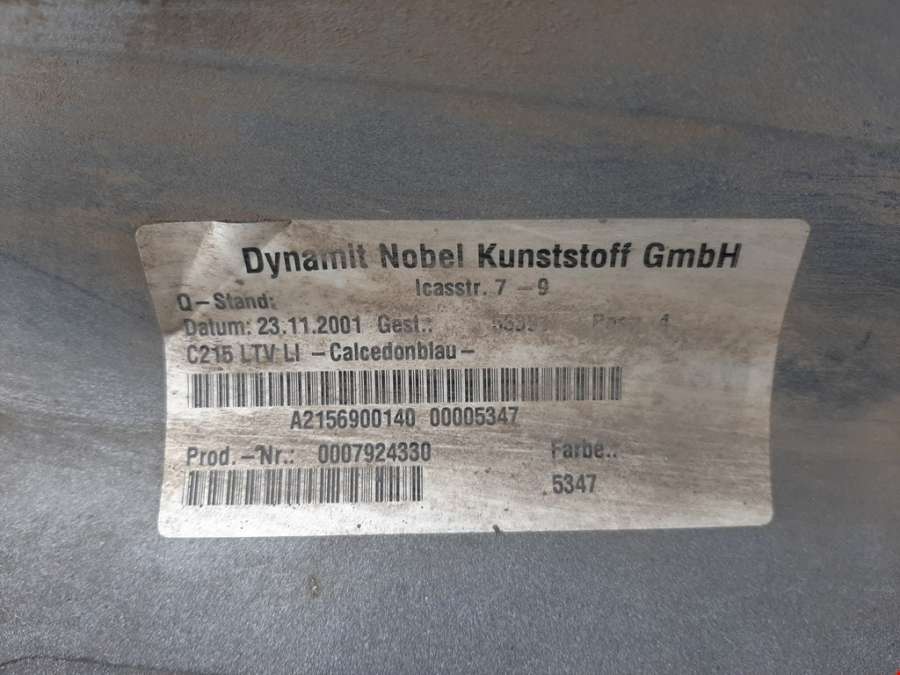 Dynamit Nobel Kunststoff GmbH
Icasstr. 7 - 9
Q-Stand:
Datum: 23.11.2001 Gest.:
C215 LTV LI -Calcedonblau-
A2156900140 00005347
Prod.-Nr.: 0007924330 Farbe.:
5347